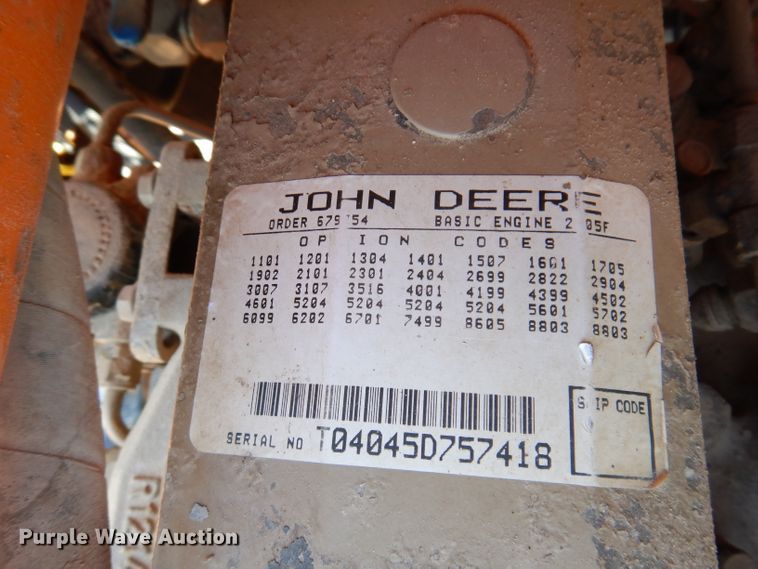 JOHN DEERE
ORDER BASIC ENGINE
OPTION CODES
1101 1201 1304 1401 1507 1601 1705
1902 2101 2301 2404 2699 2822 2904
3007 3107 3516 4001 4199 4399 4502
4601 5204 5204 5204 5204 5601 5702
6099 6202 6701 7499 8605 8803 8803
SHIP CODE
SERIAL NO T04045D757418
Purple Wave Auction